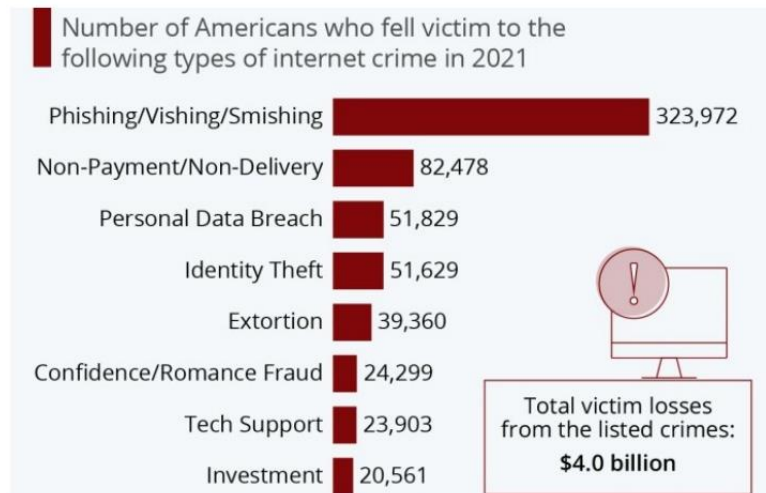 Number of Americans who fell victim to the
following types of internet crime in 2021
Phishing/Vishing/Smishing 323,972
Non-Payment/Non-Delivery 82,478
Personal Data Breach 51,829
Identity Theft 51,629
Extortion 39,360
Confidence/Romance Fraud 24,299
Tech Support 23,903
Investment 20,561
!
Total victim losses
from the listed crimes:
$4.0 billion